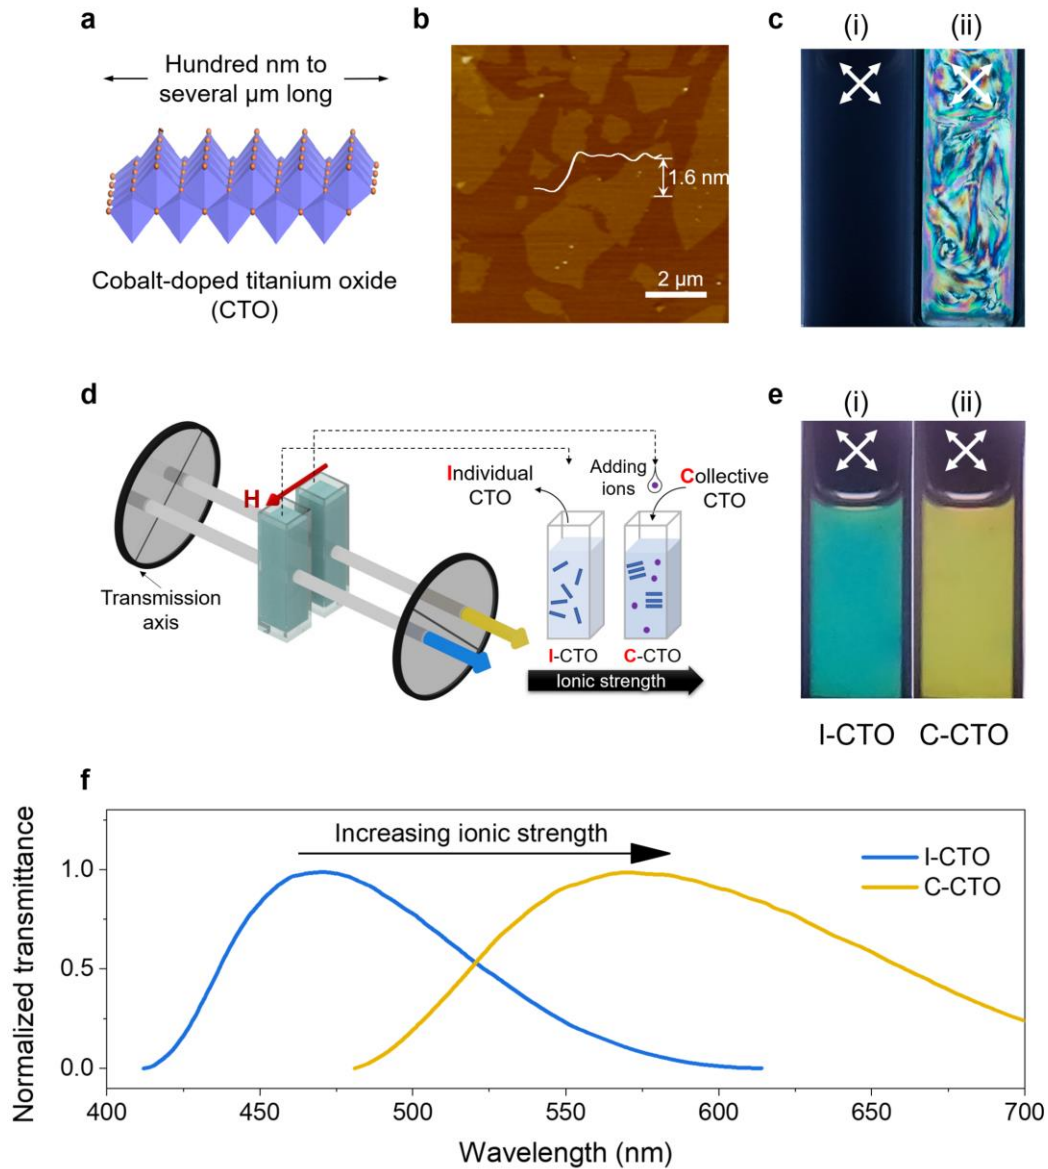 a
Hundred nm to
several µm long
Cobalt-doped titanium oxide
(CTO)
b
1.6 nm
2 µm
c
(i)
(ii)
d
H
Transmission
axis
Individual
CTO
Adding
ions
Collective
CTO
I-CTO
C-CTO
Ionic strength
e
(i)
(ii)
I-CTO
C-CTO
f
Normalized transmittance
1.0
0.5
0.0
Increasing ionic strength
I-CTO
C-CTO
400
450
500
550
600
650
700
Wavelength (nm)